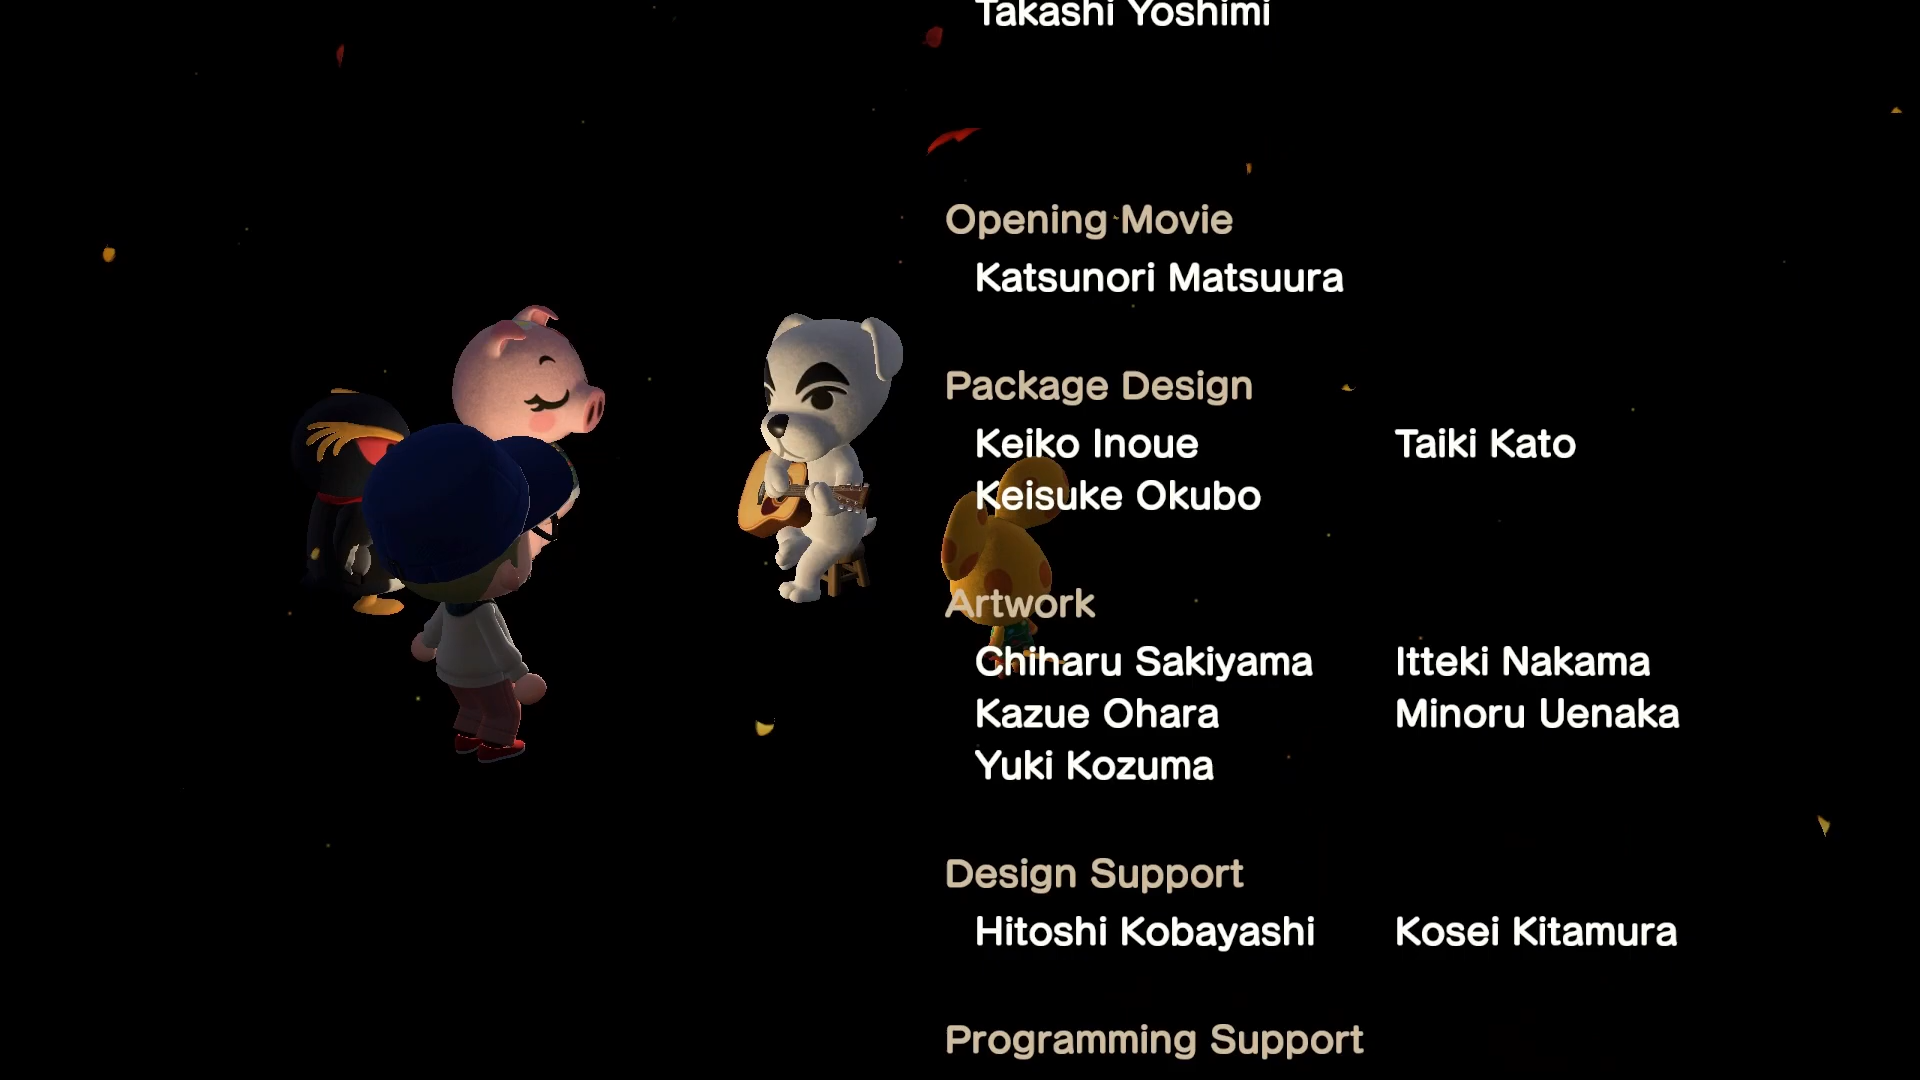 Takashi Yoshimi
Opening Movie
Katsunori Matsuura
Package Design
Keiko Inoue Taiki Kato
Keisuke Okubo
Artwork
Chiharu Sakiyama Itteki Nakama
Kazue Ohara Minoru Uenaka
Yuki Kozuma
Design Support
Hitoshi Kobayashi Kosei Kitamura
Programming Support